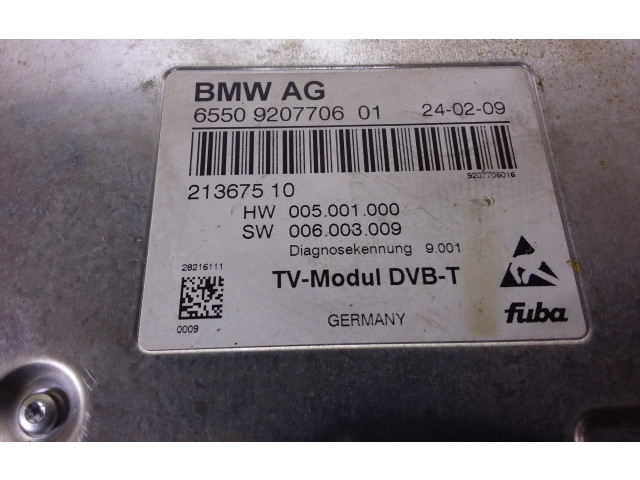 BMW AG
6550 9207706 01 24-02-09
9207706016
213675 10
HW 005.001.000
SW 006.003.009
Diagnosekennung 9.001
28216111
TV-Modul DVB-T
0009
GERMANY
fuba